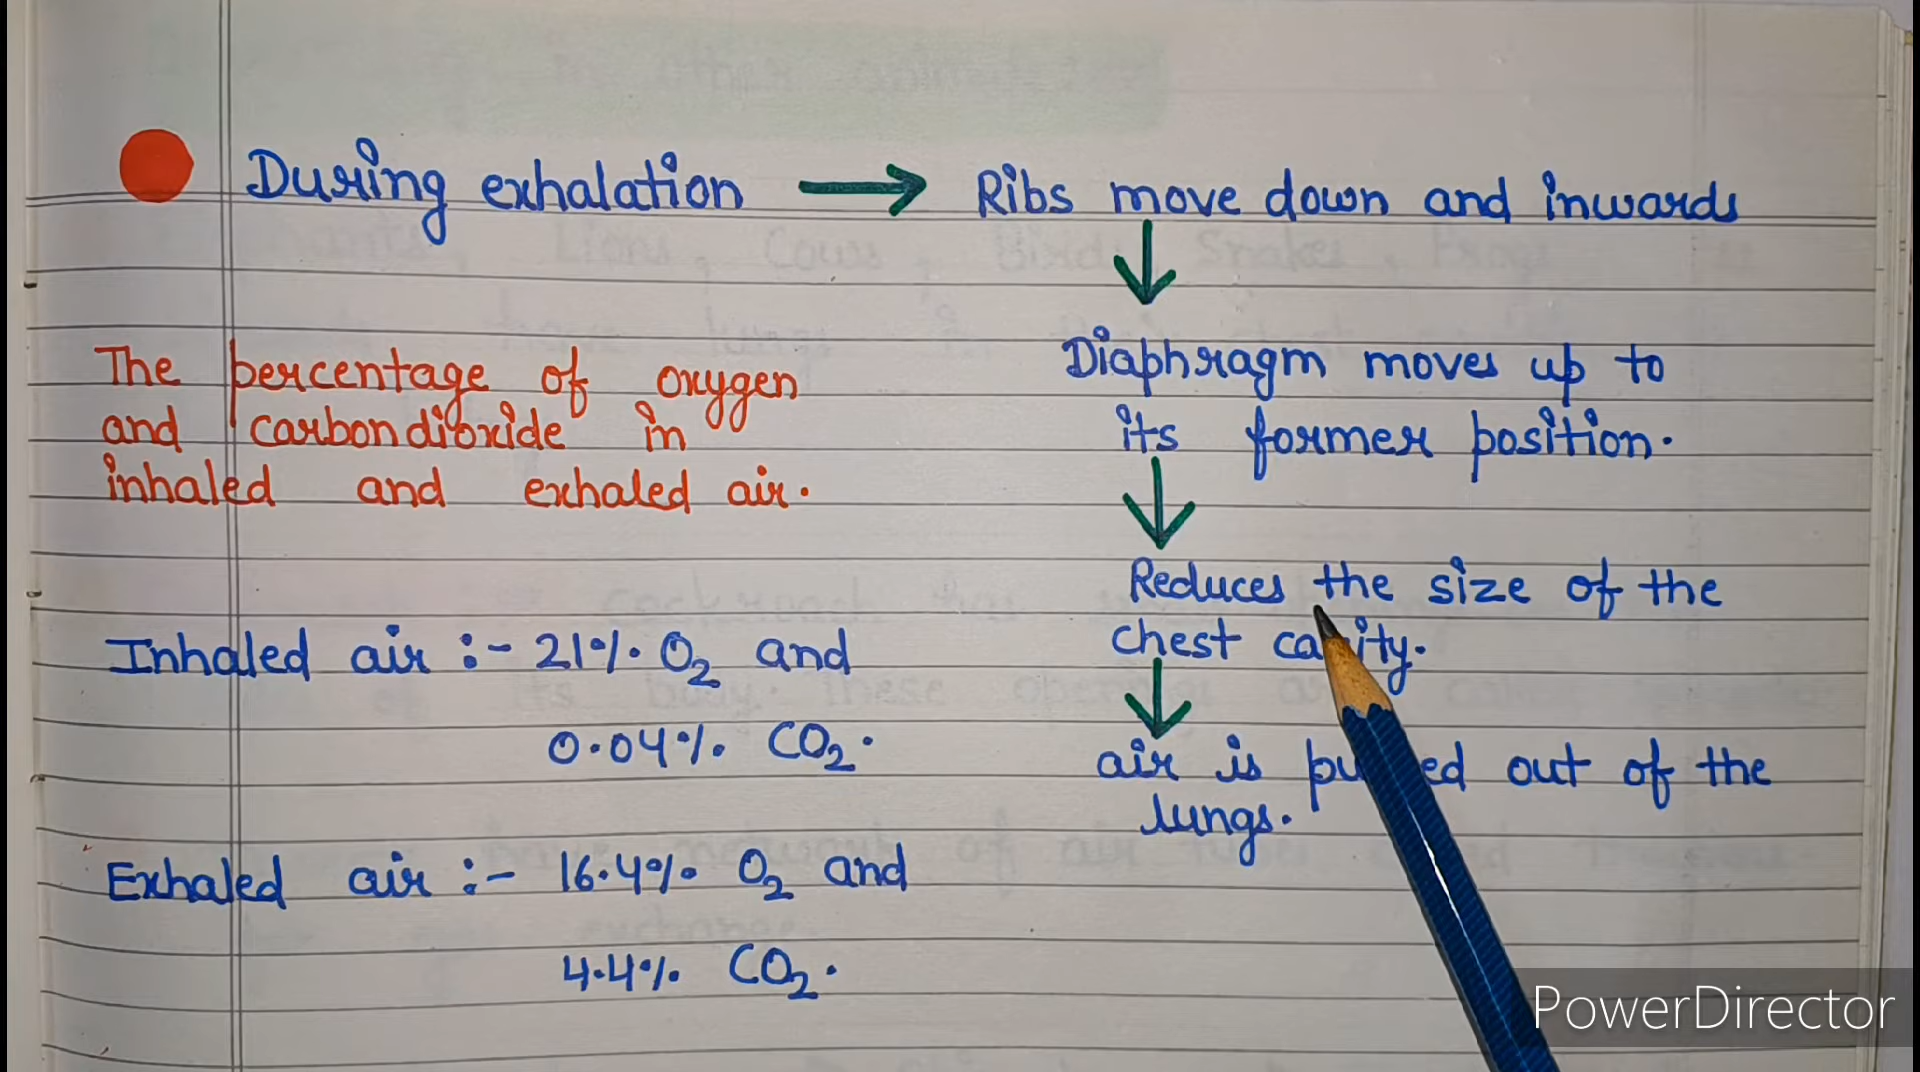 During exhalation → Ribs move down and inwards
↓
Diaphragm moves up to
its former position.
↓
Reduces the size of the
chest cavity.
↓
air is out of the
lungs.
The percentage of oxygen
and carbondioxide in
inhaled and exhaled air.
Inhaled air :- 21% O₂ and
0.04% CO₂.
Exhaled air :- 16.4% O₂ and
4.4% CO₂.
PowerDirector